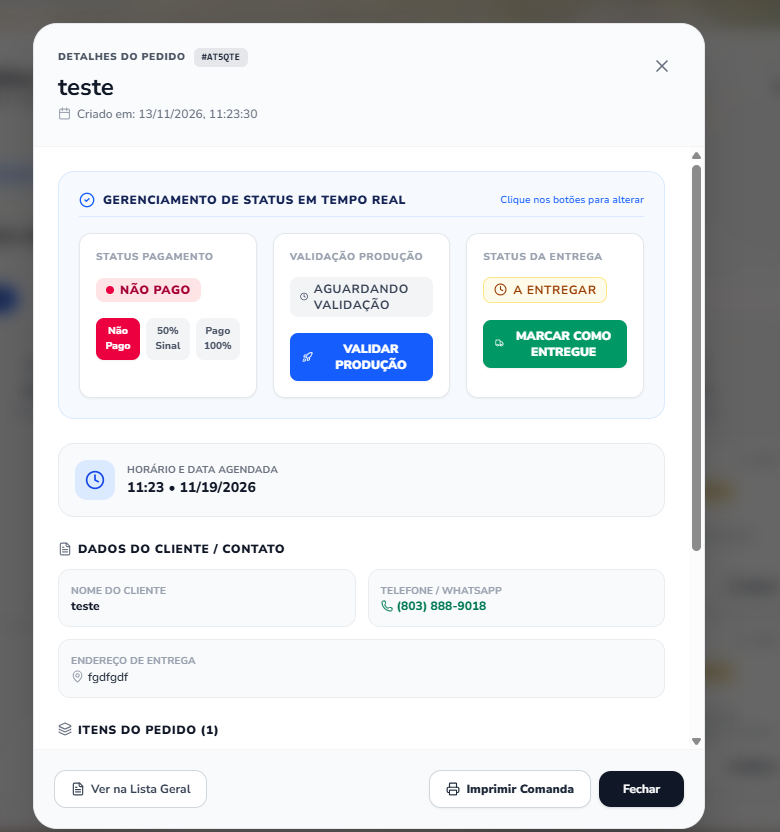 DETALHES DO PEDIDO #AT5QTE
teste
Criado em: 13/11/2026, 11:23:30
GERENCIAMENTO DE STATUS EM TEMPO REAL
Clique nos botões para alterar
STATUS PAGAMENTO
NÃO PAGO
Não
Pago
50%
Sinal
Pago
100%
VALIDAÇÃO PRODUÇÃO
AGUARDANDO
VALIDAÇÃO
VALIDAR
PRODUÇÃO
STATUS DA ENTREGA
A ENTREGAR
MARCAR COMO
ENTREGUE
HORÁRIO E DATA AGENDADA
11:23 • 11/19/2026
DADOS DO CLIENTE / CONTATO
NOME DO CLIENTE
teste
TELEFONE / WHATSAPP
(803) 888-9018
ENDEREÇO DE ENTREGA
fgdfgdf
ITENS DO PEDIDO (1)
Ver na Lista Geral
Imprimir Comanda
Fechar